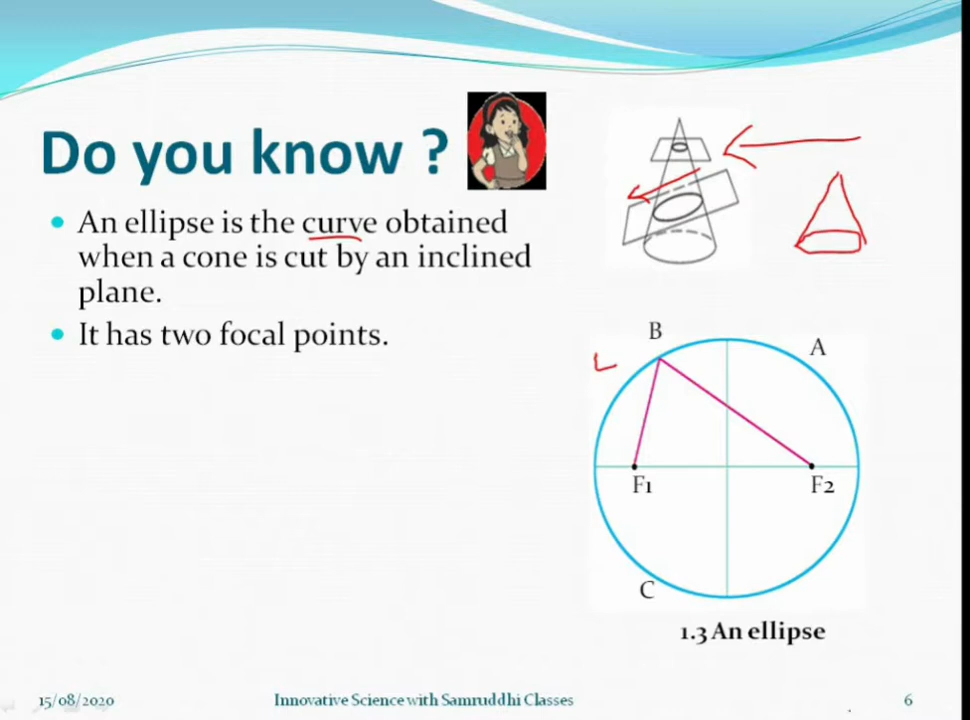 Do you know ?
• An ellipse is the curve obtained
when a cone is cut by an inclined
plane.
• It has two focal points.
B
A
F1
F2
C
1.3 An ellipse
15/08/2020
Innovative Science with Samruddhi Classes
6